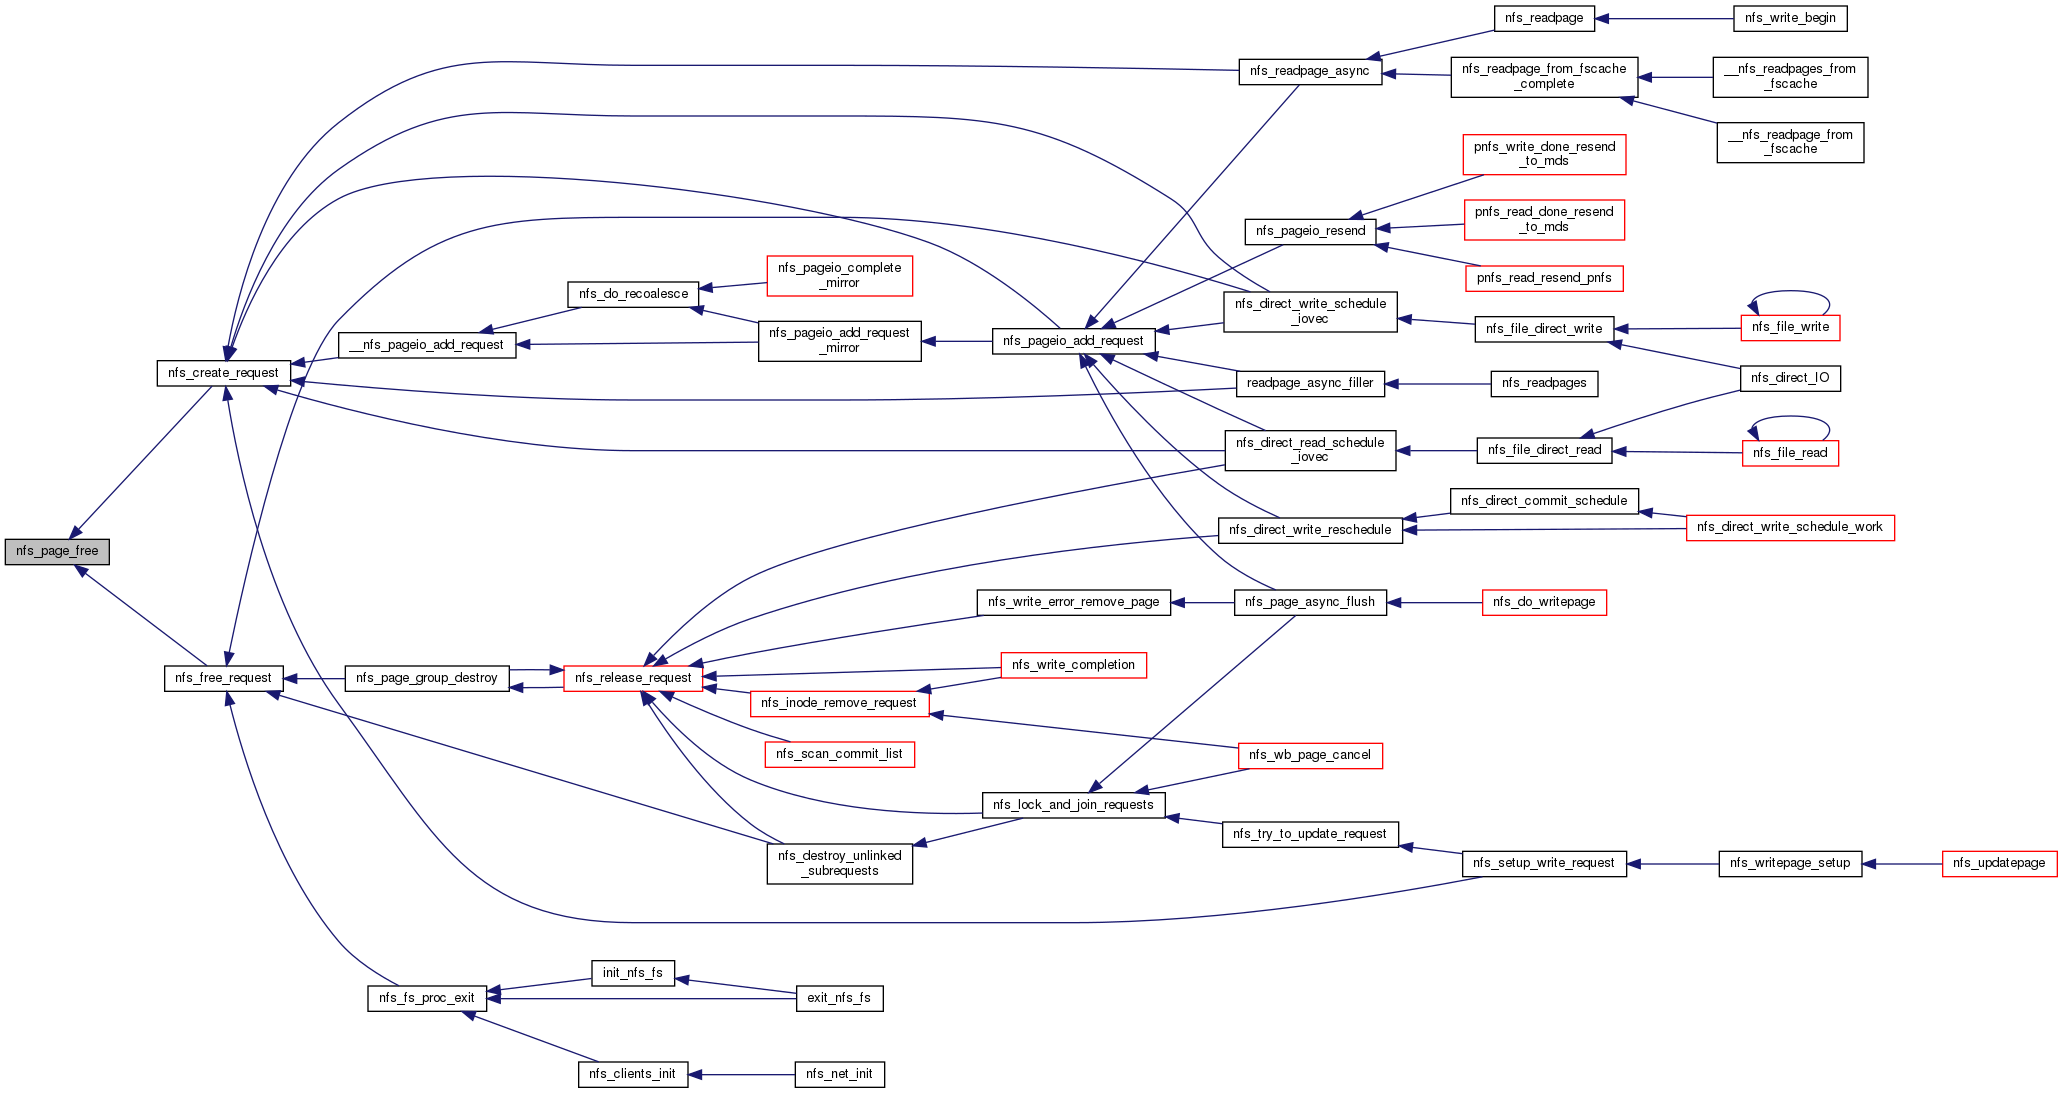 nfs_readpage
nfs_write_begin
nfs_readpage_async
nfs_readpage_from_fscache
_complete
__nfs_readpages_from
_fscache
__nfs_readpage_from
_fscache
pnfs_write_done_resend
_to_mds
pnfs_read_done_resend
_to_mds
nfs_pageio_resend
pnfs_read_resend_pnfs
nfs_pageio_complete
_mirror
nfs_do_recoalesce
nfs_direct_write_schedule
_iovec
nfs_file_direct_write
nfs_file_write
nfs_pageio_add_request
_mirror
__nfs_pageio_add_request
nfs_pageio_add_request
nfs_create_request
readpage_async_filler
nfs_readpages
nfs_direct_IO
nfs_direct_read_schedule
_iovec
nfs_file_direct_read
nfs_file_read
nfs_direct_commit_schedule
nfs_direct_write_reschedule
nfs_direct_write_schedule_work
nfs_page_free
nfs_write_error_remove_page
nfs_page_async_flush
nfs_do_writepage
nfs_free_request
nfs_page_group_destroy
nfs_release_request
nfs_write_completion
nfs_inode_remove_request
nfs_scan_commit_list
nfs_wb_page_cancel
nfs_lock_and_join_requests
nfs_try_to_update_request
nfs_destroy_unlinked
_subrequests
nfs_setup_write_request
nfs_writepage_setup
nfs_updatepage
init_nfs_fs
nfs_fs_proc_exit
exit_nfs_fs
nfs_clients_init
nfs_net_init